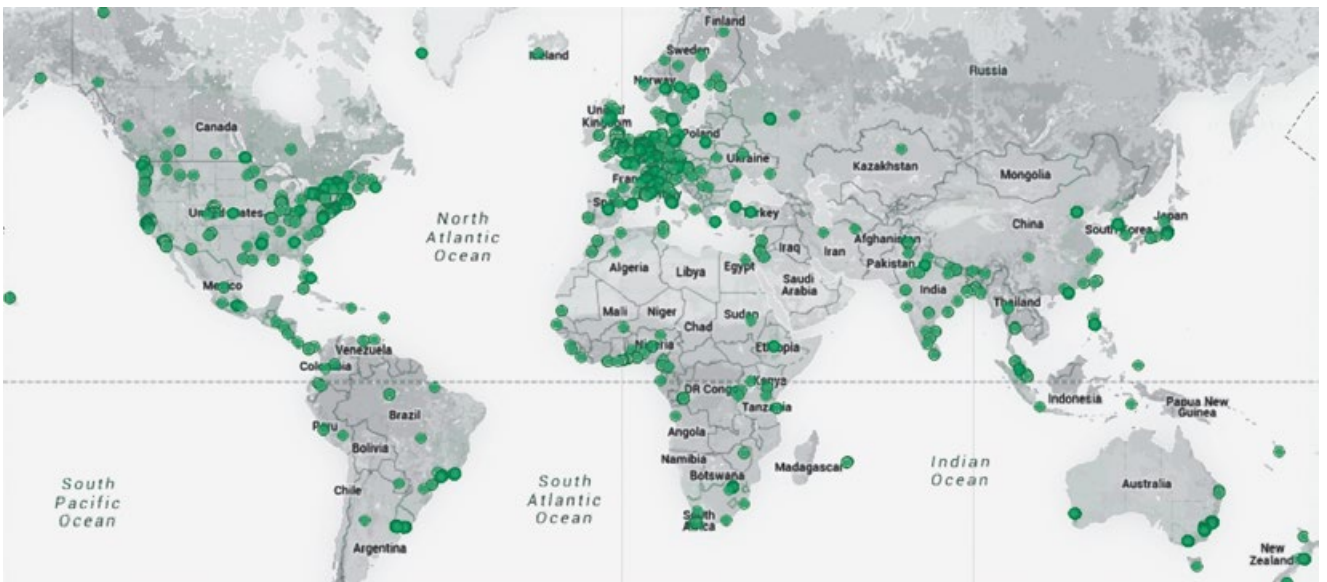 Finland
Iceland
Sweden
Norway
Russia
United
Kingdom
Canada
Poland
Ukraine
Kazakhstan
Mongolia
France
North
Atlantic
Ocean
United States
Spain
Turkey
China
South Korea
Japan
Iraq
Iran
Afghanistan
Pakistan
Algeria
Libya
Egypt
Saudi
Arabia
India
Mexico
Mali
Niger
Chad
Sudan
Thailand
Nigeria
Ethiopia
Venezuela
Colombia
DR Congo
Kenya
Tanzania
Indonesia
Papua New
Guinea
Brazil
Peru
Bolivia
Angola
Namibia
Botswana
Madagascar
Indian
Ocean
Australia
South
Pacific
Ocean
Chile
South
Atlantic
Ocean
South
Africa
Argentina
New
Zealand